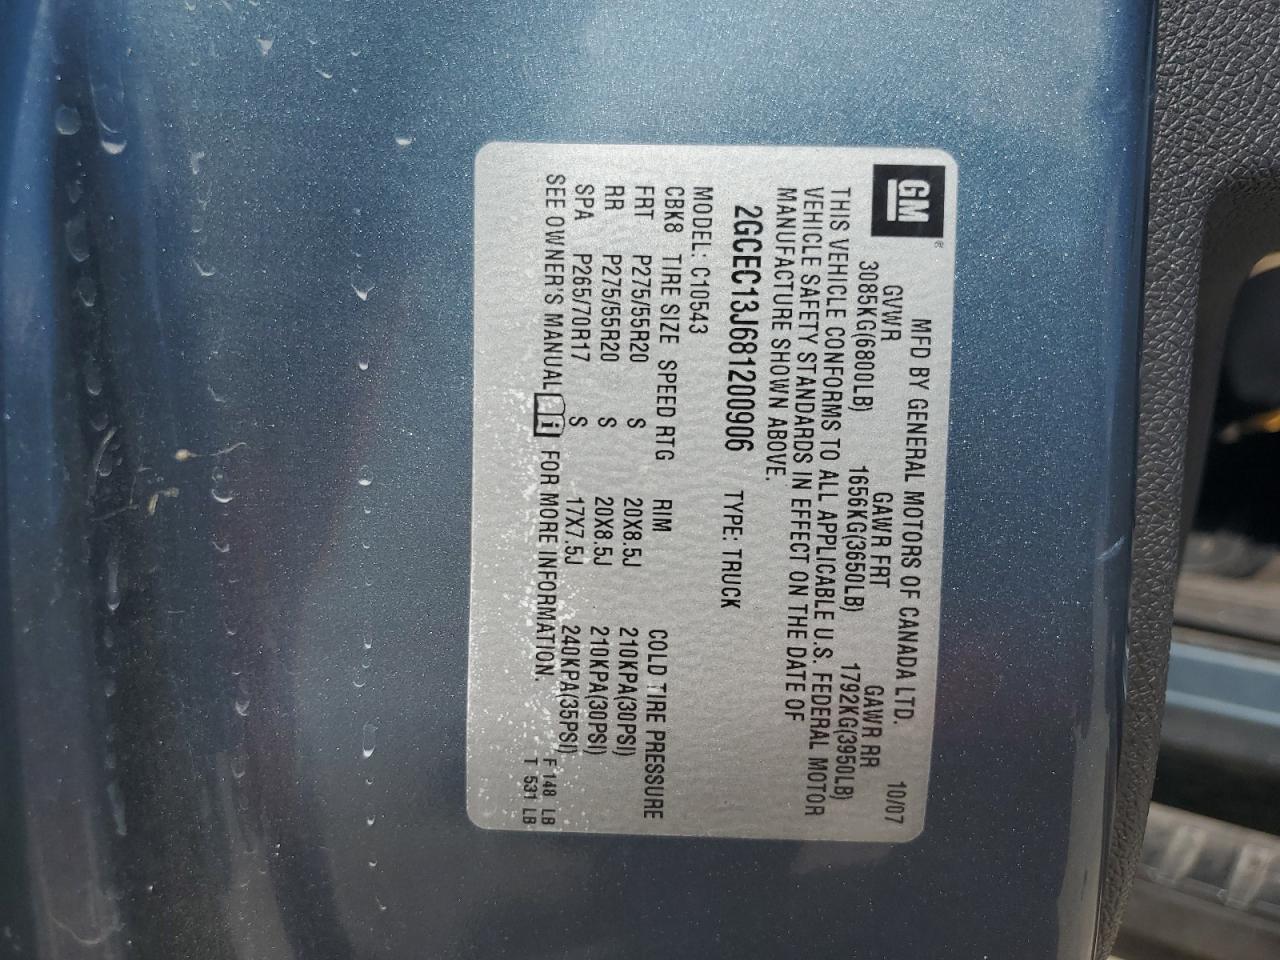 GM
MFD BY GENERAL MOTORS OF CANADA LTD. 10/07
GVWR GAWR FRT GAWR RR
3085KG(6800LB) 1656KG(3650LB) 1792KG(3950LB)
THIS VEHICLE CONFORMS TO ALL APPLICABLE U.S. FEDERAL MOTOR
VEHICLE SAFETY STANDARDS IN EFFECT ON THE DATE OF
MANUFACTURE SHOWN ABOVE.
2GCEC13J681200906 TYPE: TRUCK
MODEL: C10543
CBK8 TIRE SIZE SPEED RTG RIM COLD TIRE PRESSURE
FRT P275/55R20 S 20X8.5J 210KPA(30PSI)
RR P275/55R20 S 20X8.5J 210KPA(30PSI)
SPA P265/70R17 S 17X7.5J 240KPA(35PSI)
SEE OWNER'S MANUAL i FOR MORE INFORMATION. F 148 LB
T 531 LB